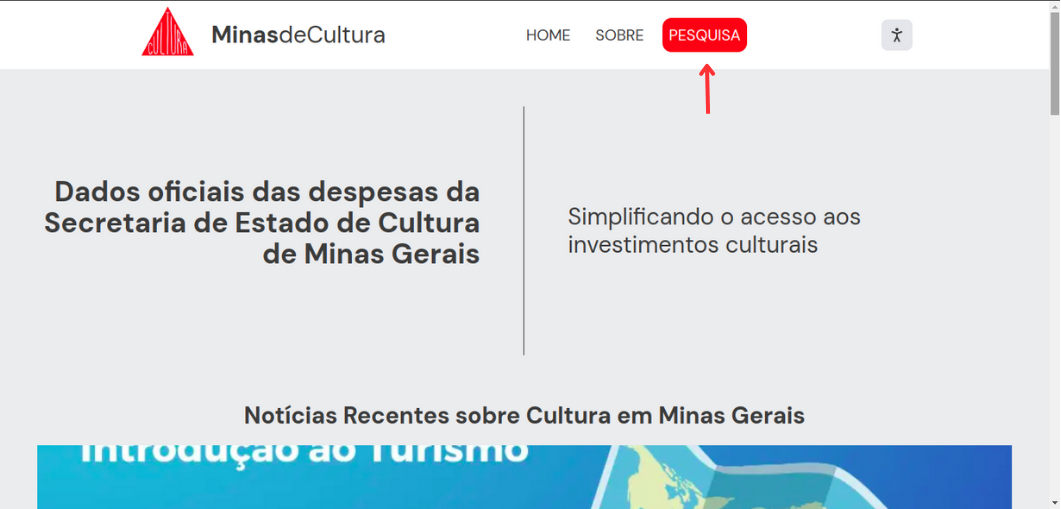 CULTURA
MinasdeCultura
HOME
SOBRE
PESQUISA
Dados oficiais das despesas da
Secretaria de Estado de Cultura
de Minas Gerais
Simplificando o acesso aos
investimentos culturais
Notícias Recentes sobre Cultura em Minas Gerais
Introdução ao Turismo